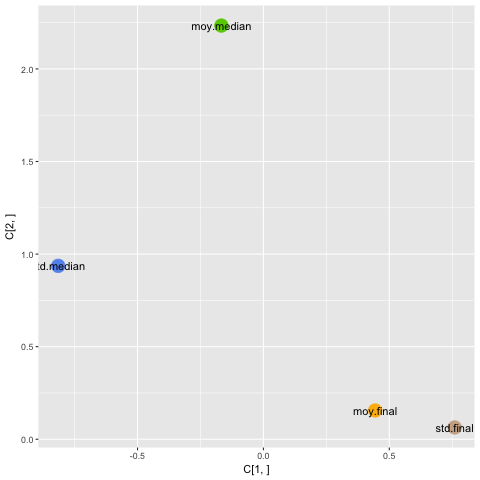 moy.median
2.0
1.5
C[2, ]
1.0
td.median
0.5
moy.final
std.final
0.0
-0.5
0.0
0.5
C[1, ]